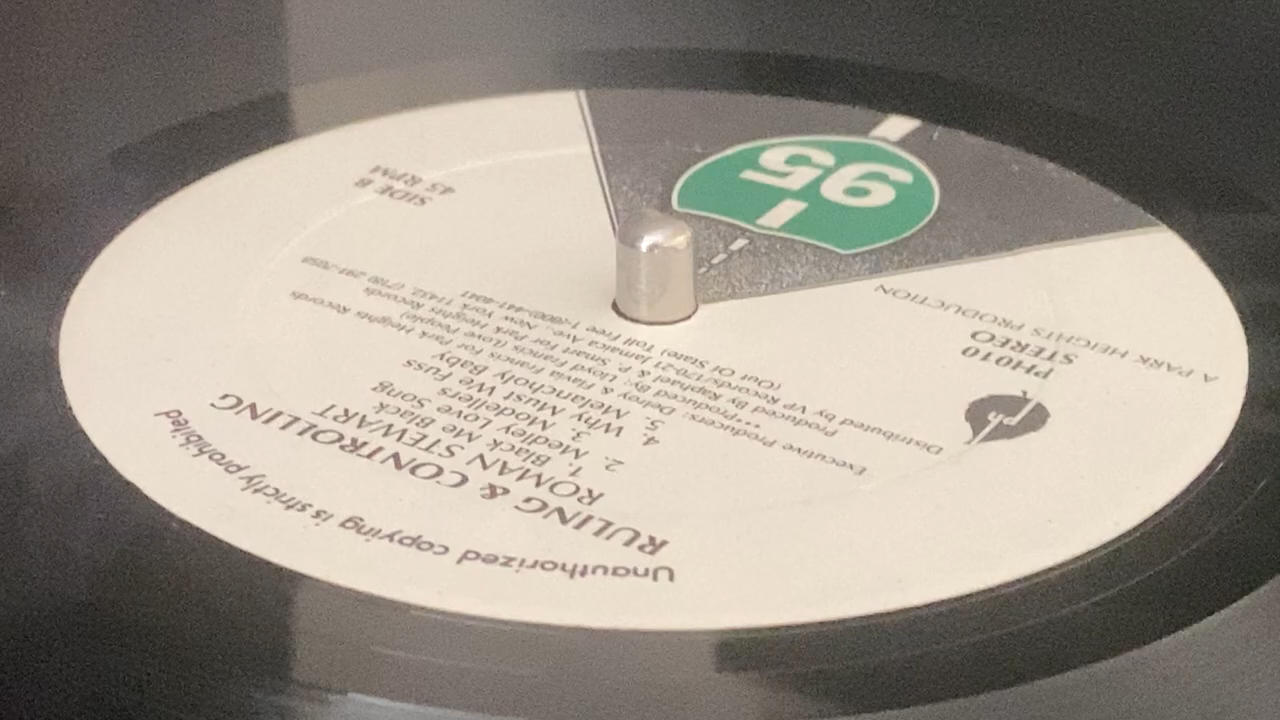 95
SIDE B
45 RPM
A PARK HEIGHTS PRODUCTION
STEREO
PH010
ph
Distributed by VP Records/170-21 Jamaica Ave., New York 11432, (718) 291-7058
(Out Of State) Toll Free 1-(800)-441-4041
Produced By Raphael & P. Smart For Park Heights Records
***Produced By: Lloyd Francis (Love People)
Executive Producers: Delroy & Flavia Francis For Park Heights Records
5. Melancholy Baby
4. Why Must We Fuss
3. Modellers
2. Medley Love Song
1. Black Me Black
ROMAN STEWART
RULING & CONTROLLING
Unauthorized copying is strictly prohibited